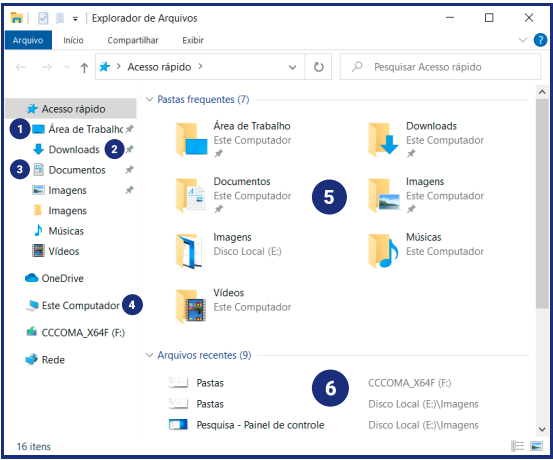 Explorador de Arquivos
Arquivo Início Compartilhar Exibir
Acesso rápido
Pesquisar Acesso rápido
Acesso rápido
1 Área de Trabalho
Downloads 2
3 Documentos
Imagens
Imagens
Músicas
Vídeos
OneDrive
Este Computador 4
CCCOMA_X64F (F:)
Rede
Pastas frequentes (7)
Área de Trabalho
Este Computador
Downloads
Este Computador
Documentos
Este Computador
5
Imagens
Este Computador
Imagens
Disco Local (E:)
Músicas
Este Computador
Vídeos
Este Computador
Arquivos recentes (9)
6
Pastas CCCOMA_X64F (F:)
Pastas Disco Local (E:)\Imagens
Pesquisa - Painel de controle Disco Local (E:)\Imagens
16 itens